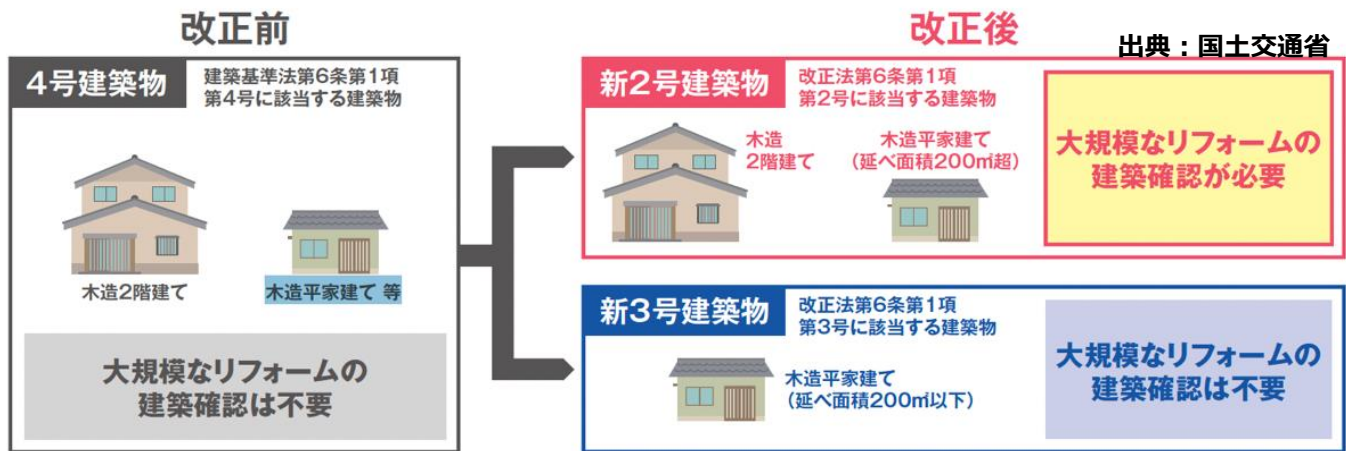 改正前
4号建築物
建築基準法第6条第1項
第4号に該当する建築物
木造2階建て
木造平家建て 等
大規模なリフォームの
建築確認は不要
改正後
出典：国土交通省
新2号建築物
改正法第6条第1項
第2号に該当する建築物
木造
2階建て
木造平家建て
（延べ面積200㎡超）
大規模なリフォームの
建築確認が必要
新3号建築物
改正法第6条第1項
第3号に該当する建築物
木造平家建て
（延べ面積200㎡以下）
大規模なリフォームの
建築確認は不要